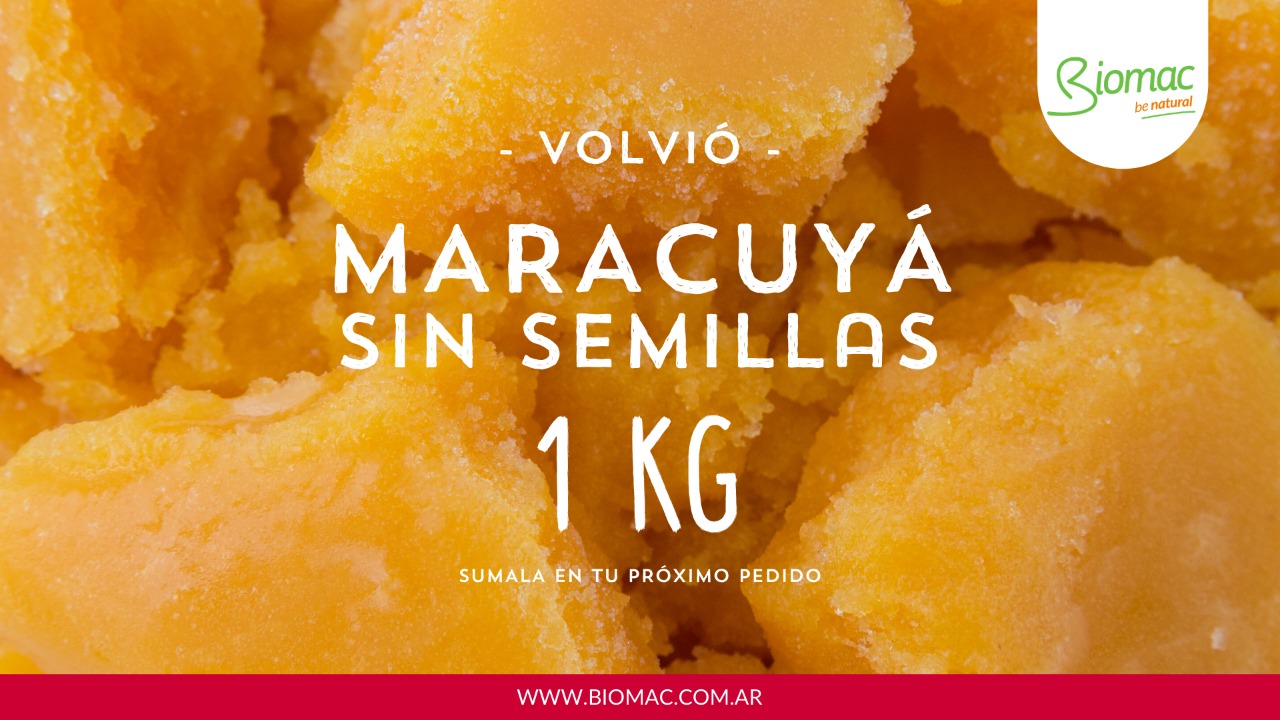 Biomac
be natural
- VOLVIÓ -
MARACUYÁ
SIN SEMILLAS
1 KG
SUMALA EN TU PRÓXIMO PEDIDO
WWW.BIOMAC.COM.AR